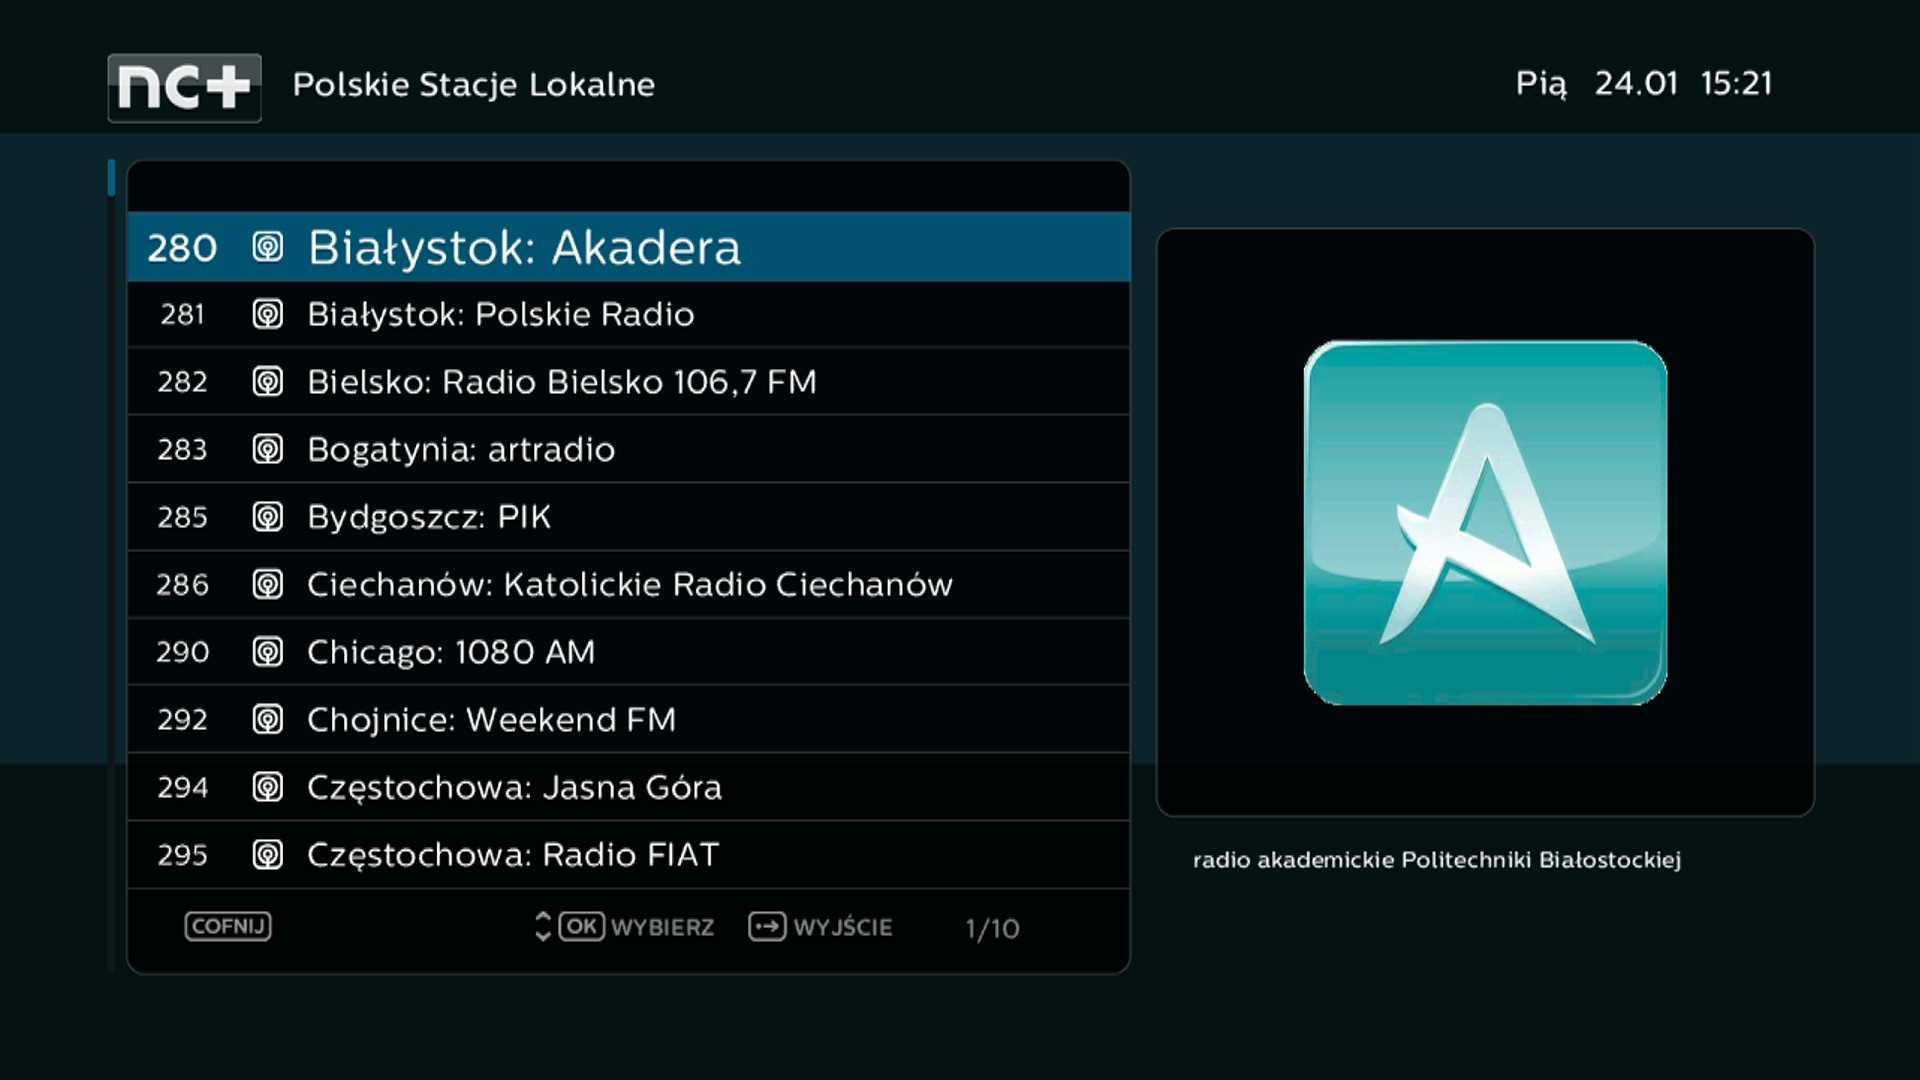 nc+ Polskie Stacje Lokalne Pią 24.01 15:21
280 Białystok: Akadera
281 Białystok: Polskie Radio
282 Bielsko: Radio Bielsko 106,7 FM
283 Bogatynia: artradio
285 Bydgoszcz: PIK
286 Ciechanów: Katolickie Radio Ciechanów
290 Chicago: 1080 AM
292 Chojnice: Weekend FM
294 Częstochowa: Jasna Góra
295 Częstochowa: Radio FIAT
COFNIJ OK WYBIERZ WYJŚCIE 1/10
A
radio akademickie Politechniki Białostockiej